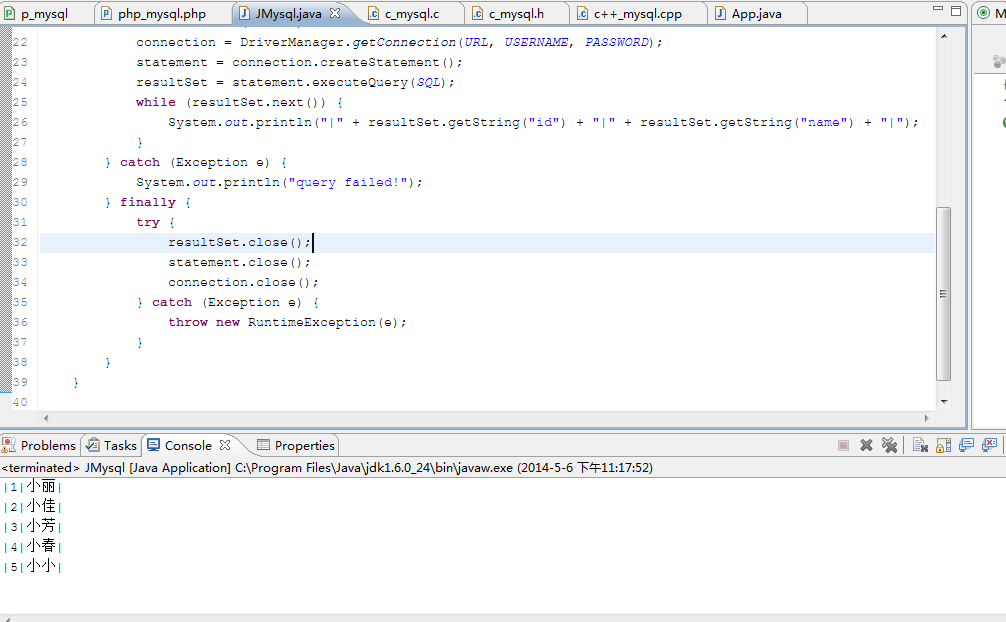 p_mysql php_mysql.php JMysql.java c_mysql.c c_mysql.h c++_mysql.cpp App.java
22 connection = DriverManager.getConnection(URL, USERNAME, PASSWORD);
23 statement = connection.createStatement();
24 resultSet = statement.executeQuery(SQL);
25 while (resultSet.next()) {
26 System.out.println("|" + resultSet.getString("id") + "|" + resultSet.getString("name") + "|");
27 }
28 } catch (Exception e) {
29 System.out.println("query failed!");
30 } finally {
31 try {
32 resultSet.close();
33 statement.close();
34 connection.close();
35 } catch (Exception e) {
36 throw new RuntimeException(e);
37 }
38 }
39 }
40
Problems Tasks Console Properties
<terminated> JMysql [Java Application] C:\Program Files\Java\jdk1.6.0_24\bin\javaw.exe (2014-5-6 下午11:17:52)
|1|小丽|
|2|小佳|
|3|小芳|
|4|小春|
|5|小小|